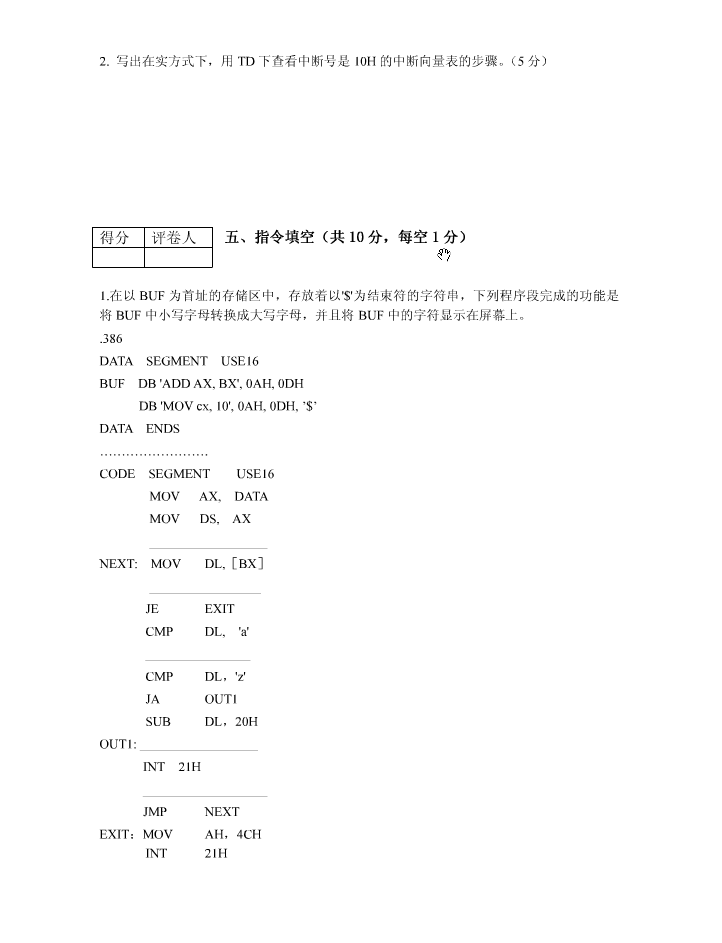 2. 写出在实方式下，用 TD 下查看中断号是 10H 的中断向量表的步骤。（5 分）
得分 评卷人 五、指令填空（共 10 分，每空 1 分）
1.在以 BUF 为首址的存储区中，存放着以'$'为结束符的字符串，下列程序段完成的功能是
将 BUF 中小写字母转换成大写字母，并且将 BUF 中的字符显示在屏幕上。
.386
DATA SEGMENT USE16
BUF DB 'ADD AX, BX', 0AH, 0DH
DB 'MOV cx, 10', 0AH, 0DH, ’$’
DATA ENDS
…………………….
CODE SEGMENT USE16
MOV AX, DATA
MOV DS, AX
NEXT: MOV DL,［BX］
JE EXIT
CMP DL, 'a'
CMP DL，'z'
JA OUT1
SUB DL，20H
OUT1:
INT 21H
JMP NEXT
EXIT：MOV AH，4CH
INT 21H